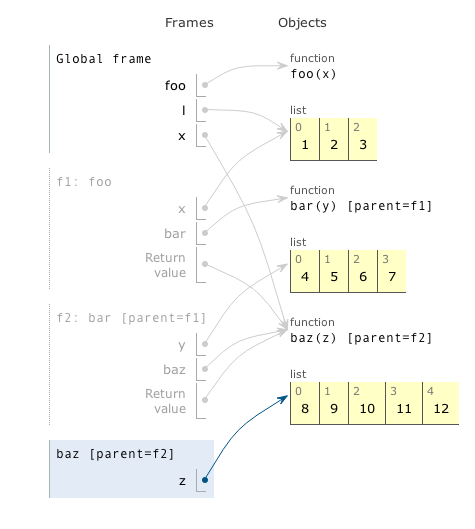 Frames Objects
Global frame
foo
l
x
function
foo(x)
list
0 1 2
1 2 3
f1: foo
x
bar
Return
value
function
bar(y) [parent=f1]
list
0 1 2 3
4 5 6 7
f2: bar [parent=f1]
y
baz
Return
value
function
baz(z) [parent=f2]
list
0 1 2 3 4
8 9 10 11 12
baz [parent=f2]
z